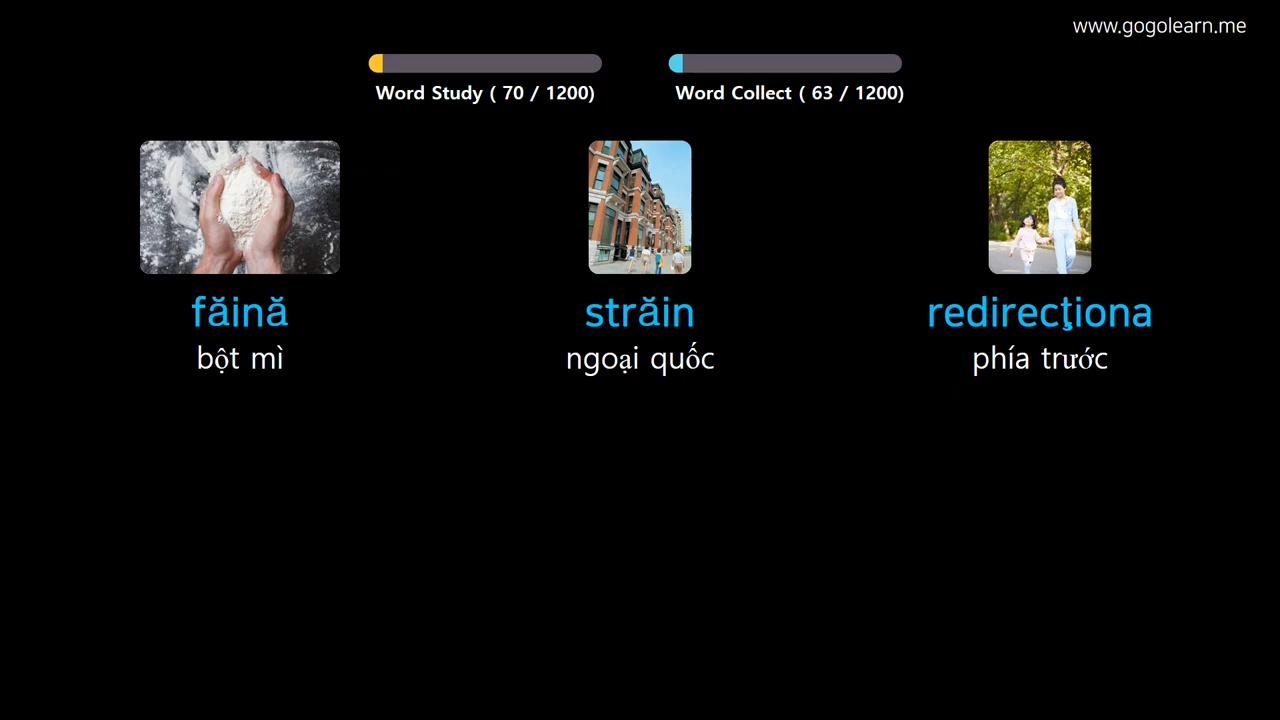 www.gogolearn.me
Word Study ( 70 / 1200)
Word Collect ( 63 / 1200)
făină
străin
redirecţiona
bột mì
ngoại quốc
phía trước